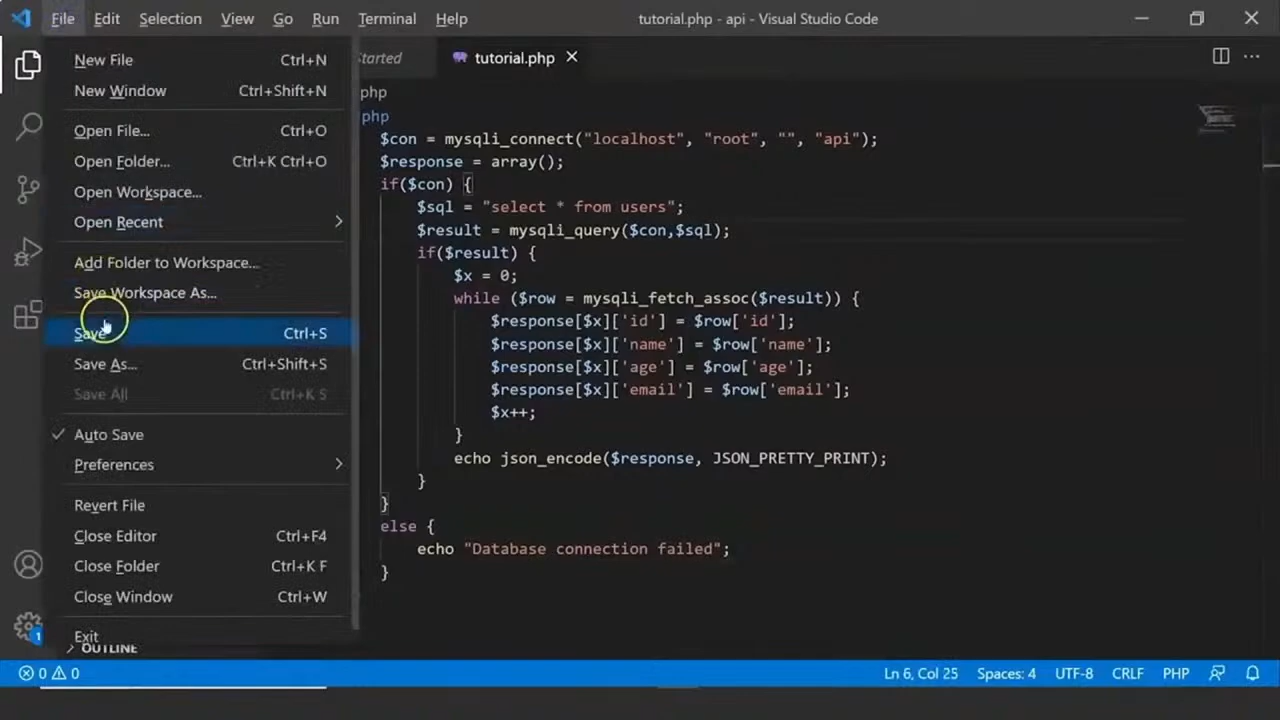 File Edit Selection View Go Run Terminal Help tutorial.php - api - Visual Studio Code
tutorial.php
New File Ctrl+N
New Window Ctrl+Shift+N
Open File... Ctrl+O
Open Folder... Ctrl+K Ctrl+O
Open Workspace...
Open Recent
Add Folder to Workspace...
Save Workspace As...
Save Ctrl+S
Save As... Ctrl+Shift+S
Save All Ctrl+K S
Auto Save
Preferences
Revert File
Close Editor Ctrl+F4
Close Folder Ctrl+K F
Close Window Ctrl+W
Exit
OUTLINE
php
php
$con = mysqli_connect("localhost", "root", "", "api");
$response = array();
if($con) {
$sql = "select * from users";
$result = mysqli_query($con,$sql);
if($result) {
$x = 0;
while ($row = mysqli_fetch_assoc($result)) {
$response[$x]['id'] = $row['id'];
$response[$x]['name'] = $row['name'];
$response[$x]['age'] = $row['age'];
$response[$x]['email'] = $row['email'];
$x++;
}
echo json_encode($response, JSON_PRETTY_PRINT);
}
}
else {
echo "Database connection failed";
}
0 0 Ln 6, Col 25 Spaces: 4 UTF-8 CRLF PHP
1